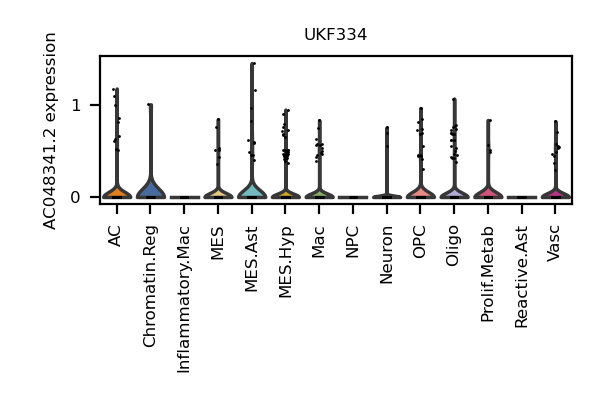 UKF334
AC048341.2 expression
1
0
AC
Chromatin.Reg
Inflammatory.Mac
MES
MES.Ast
MES.Hyp
Mac
NPC
Neuron
OPC
Oligo
Prolif.Metab
Reactive.Ast
Vasc